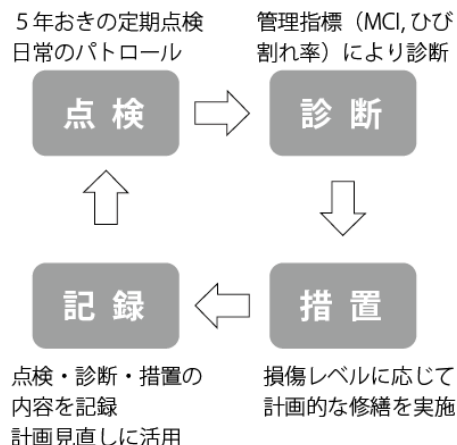 ５年おきの定期点検
日常のパトロール
管理指標（MCI, ひび
割れ率）により診断
点 検
診 断
記 録
措 置
点検・診断・措置の
内容を記録
計画見直しに活用
損傷レベルに応じて
計画的な修繕を実施